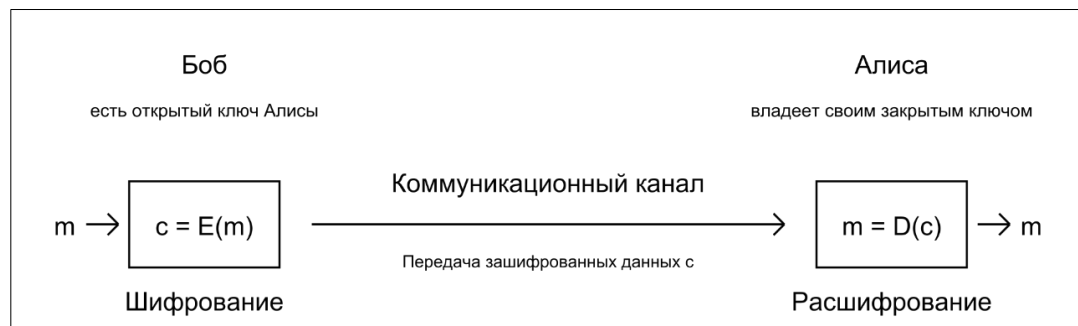 Боб
Алиса
есть открытый ключ Алисы
владеет своим закрытым ключом
Коммуникационный канал
m → c = E(m)
m = D(c) → m
Передача зашифрованных данных c
Шифрование
Расшифрование